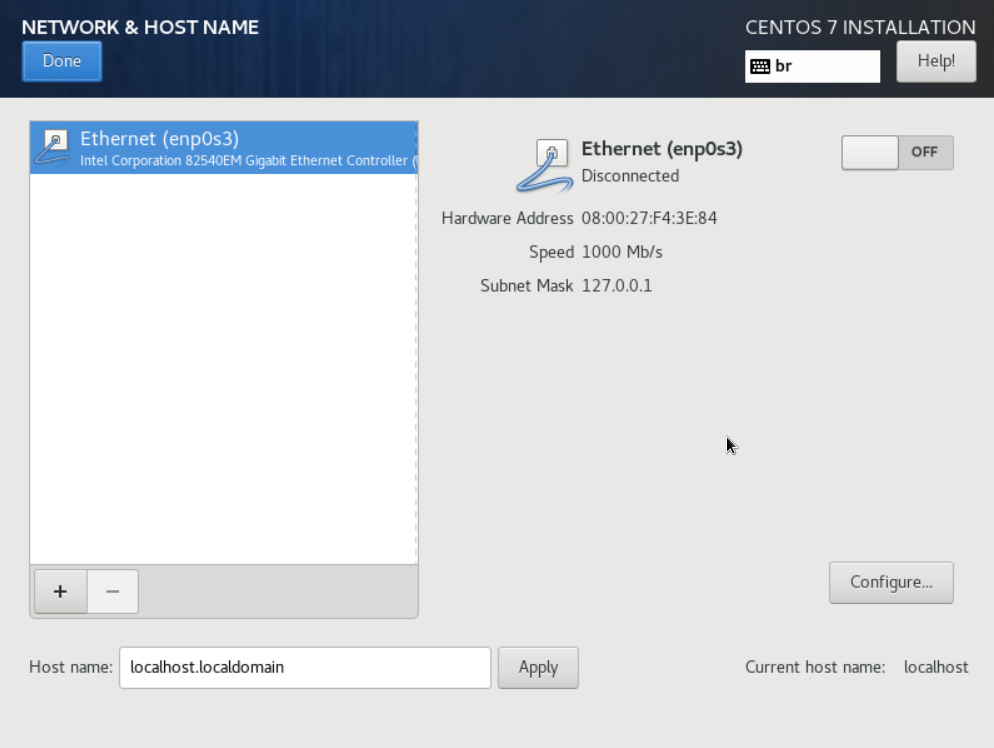 NETWORK & HOST NAME
CENTOS 7 INSTALLATION
Done
br
Help!
Ethernet (enp0s3)
Intel Corporation 82540EM Gigabit Ethernet Controller (
Ethernet (enp0s3)
Disconnected
OFF
Hardware Address 08:00:27:F4:3E:84
Speed 1000 Mb/s
Subnet Mask 127.0.0.1
+ −
Configure...
Host name: localhost.localdomain Apply Current host name: localhost